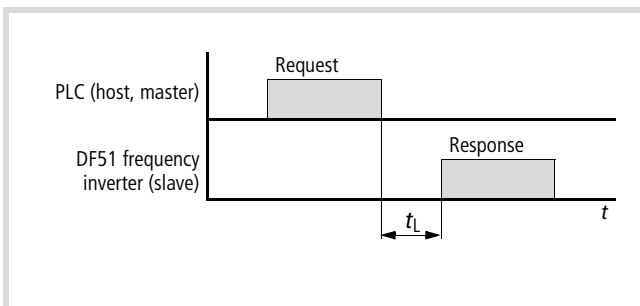 Request
PLC (host, master)
Response
DF51 frequency
inverter (slave)
t
tL